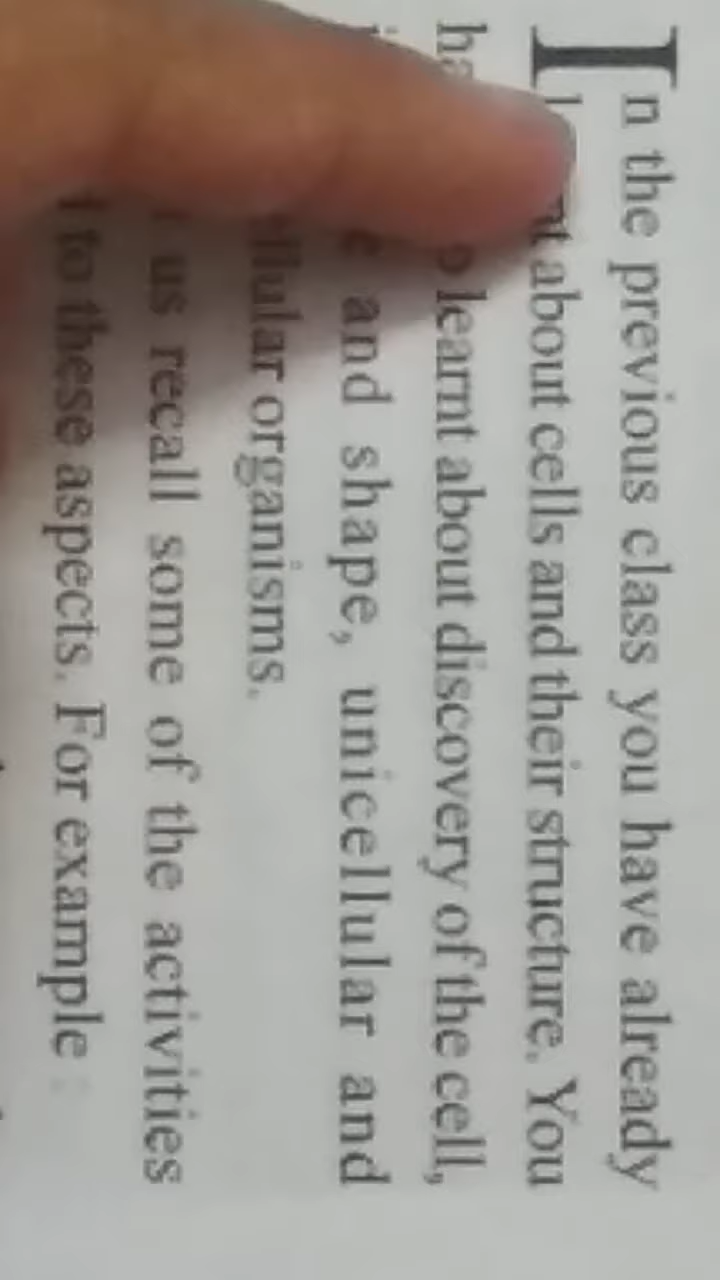 In the previous class you have already
about cells and their structure. You
learnt about discovery of the cell,
and shape, unicellular and
organisms.
us recall some of the activities
to these aspects. For example :